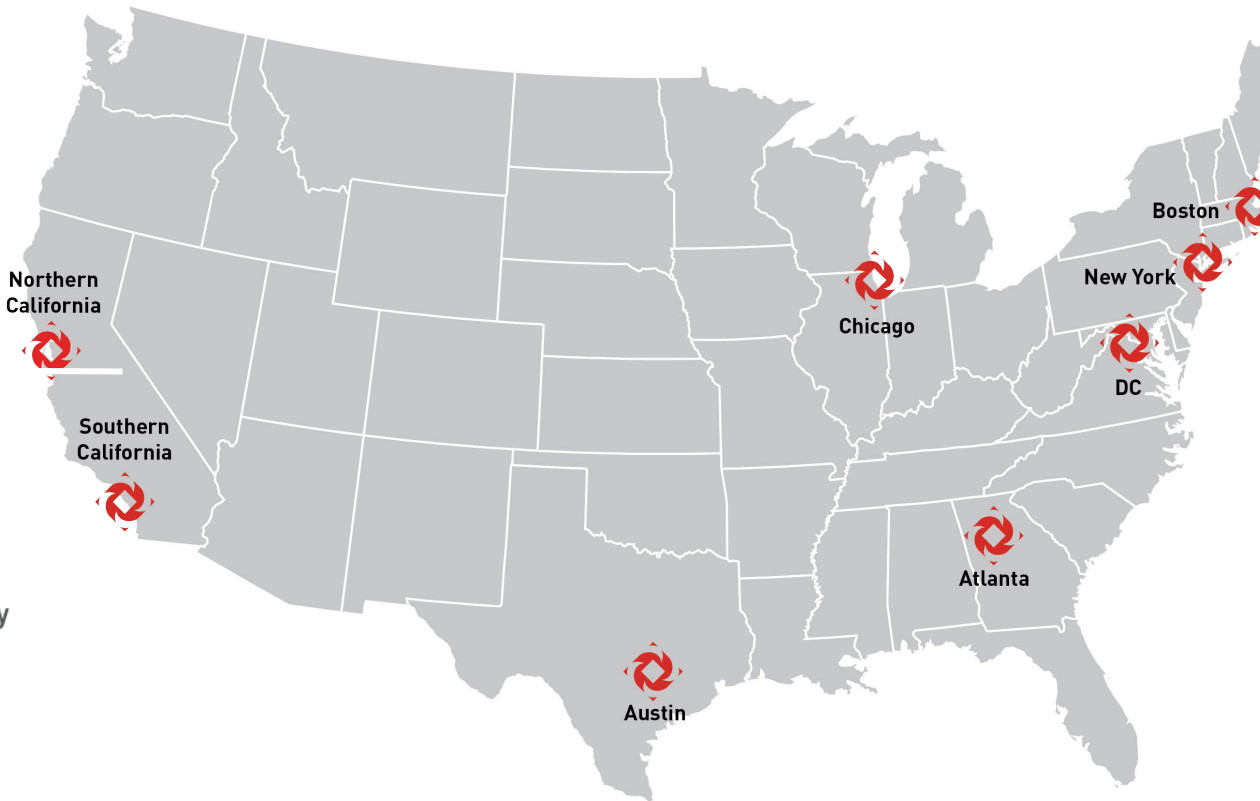 Boston
Northern
California
New York
Chicago
DC
Southern
California
Atlanta
y
Austin